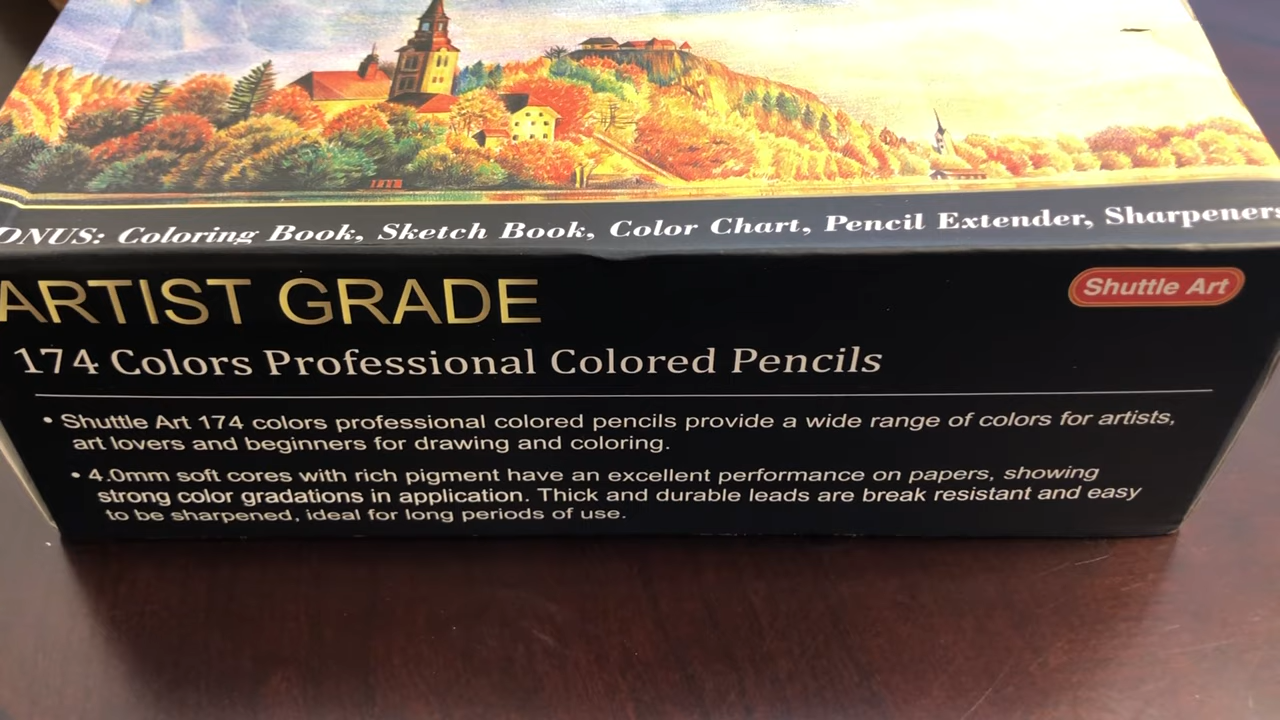 ONUS: Coloring Book, Sketch Book, Color Chart, Pencil Extender, Sharpener
ARTIST GRADE
Shuttle Art
174 Colors Professional Colored Pencils
• Shuttle Art 174 colors professional colored pencils provide a wide range of colors for artists,
art lovers and beginners for drawing and coloring.
• 4.0mm soft cores with rich pigment have an excellent performance on papers, showing
strong color gradations in application. Thick and durable leads are break resistant and easy
to be sharpened, ideal for long periods of use.